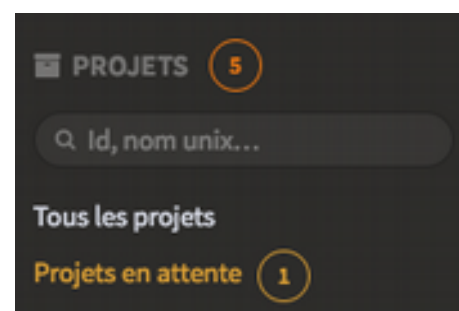 PROJETS 5
Id, nom unix...
Tous les projets
Projets en attente 1